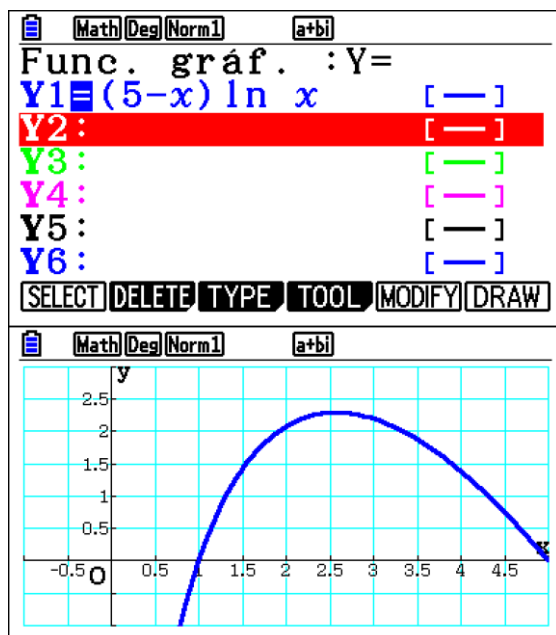 Math Deg Norm1 a+bi
Func. gráf. :Y=
Y1=(5-x)ln x [—]
Y2: [—]
Y3: [—]
Y4: [—]
Y5: [—]
Y6: [—]
SELECT DELETE TYPE TOOL MODIFY DRAW
Math Deg Norm1 a+bi
y
2.5
2
1.5
1
0.5
x
-0.5 O 0.5 1 1.5 2 2.5 3 3.5 4 4.5